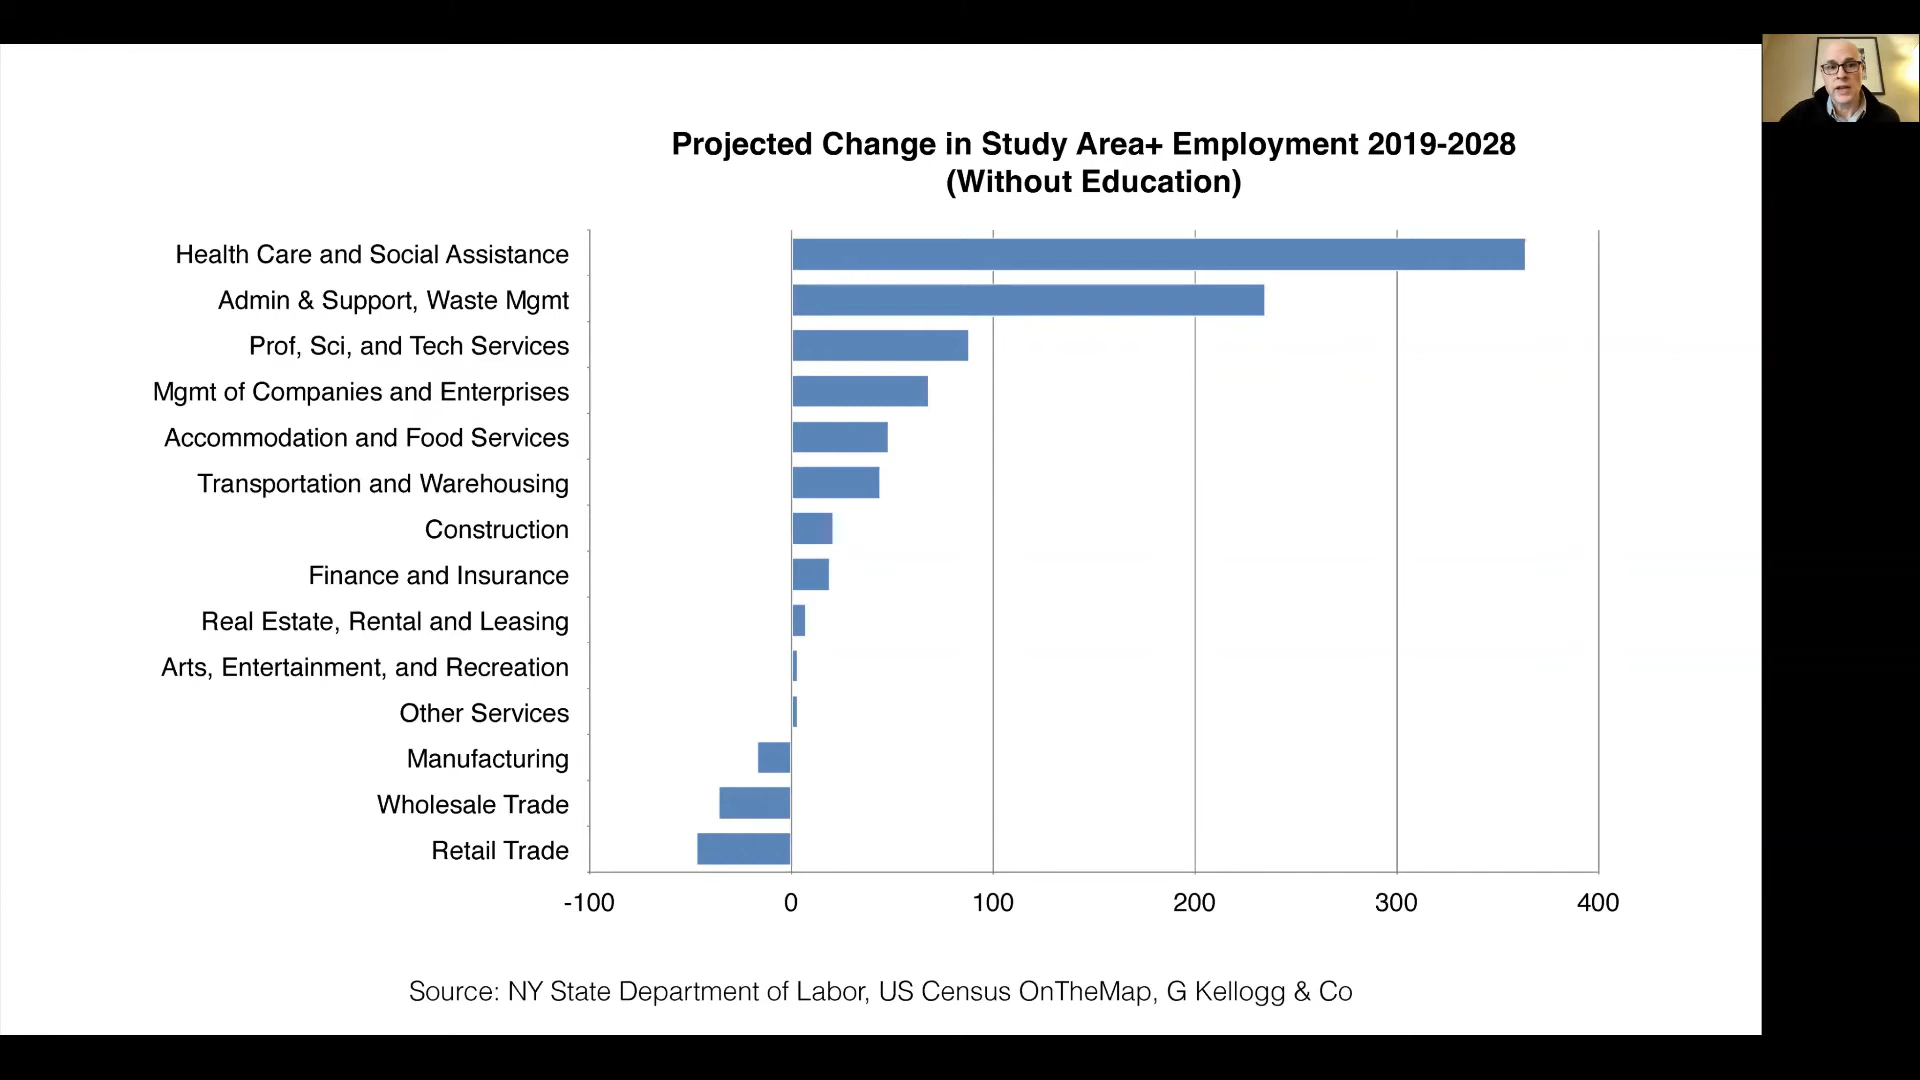 Projected Change in Study Area+ Employment 2019-2028
(Without Education)
Health Care and Social Assistance
Admin & Support, Waste Mgmt
Prof, Sci, and Tech Services
Mgmt of Companies and Enterprises
Accommodation and Food Services
Transportation and Warehousing
Construction
Finance and Insurance
Real Estate, Rental and Leasing
Arts, Entertainment, and Recreation
Other Services
Manufacturing
Wholesale Trade
Retail Trade
-100 0 100 200 300 400
Source: NY State Department of Labor, US Census OnTheMap, G Kellogg & Co